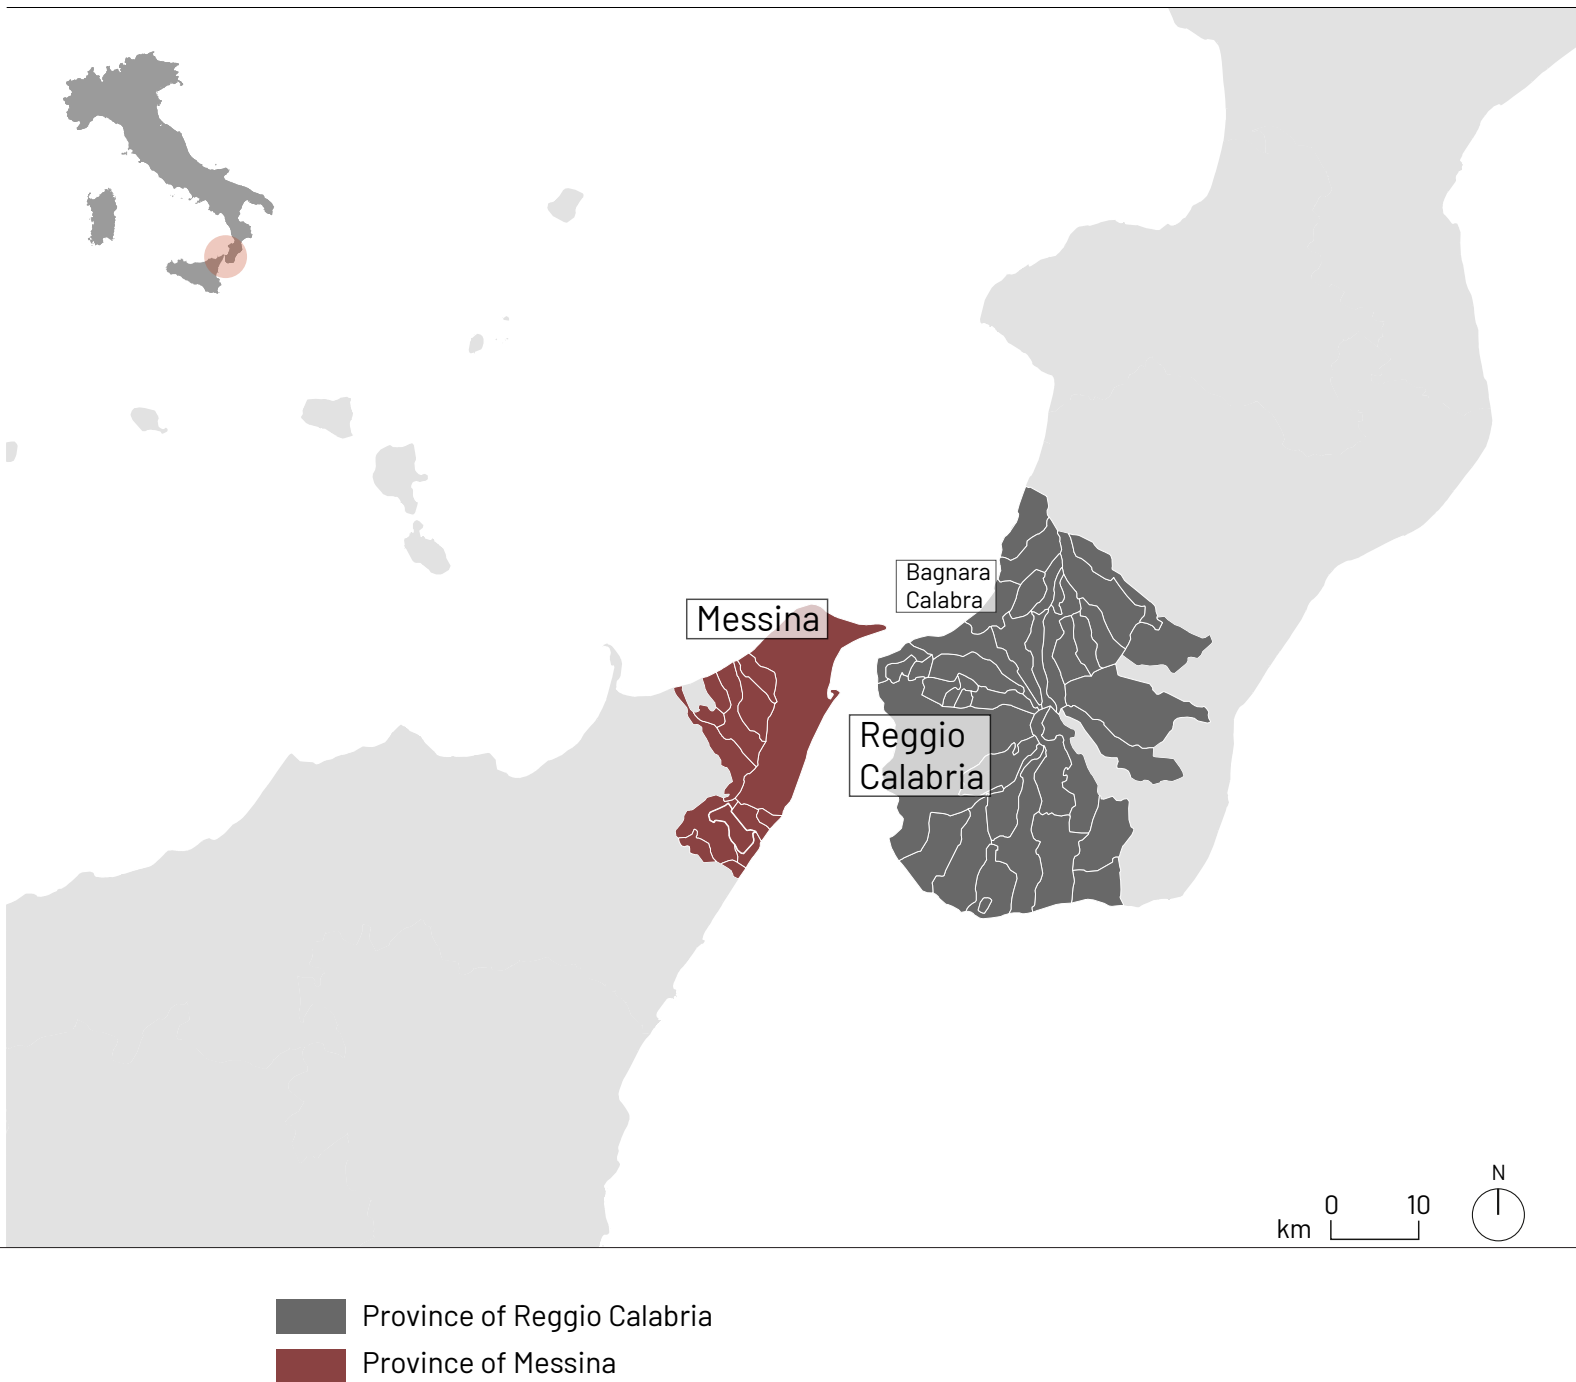 Bagnara
Calabra
Messina
Reggio
Calabria
N
0 10
km
Province of Reggio Calabria
Province of Messina